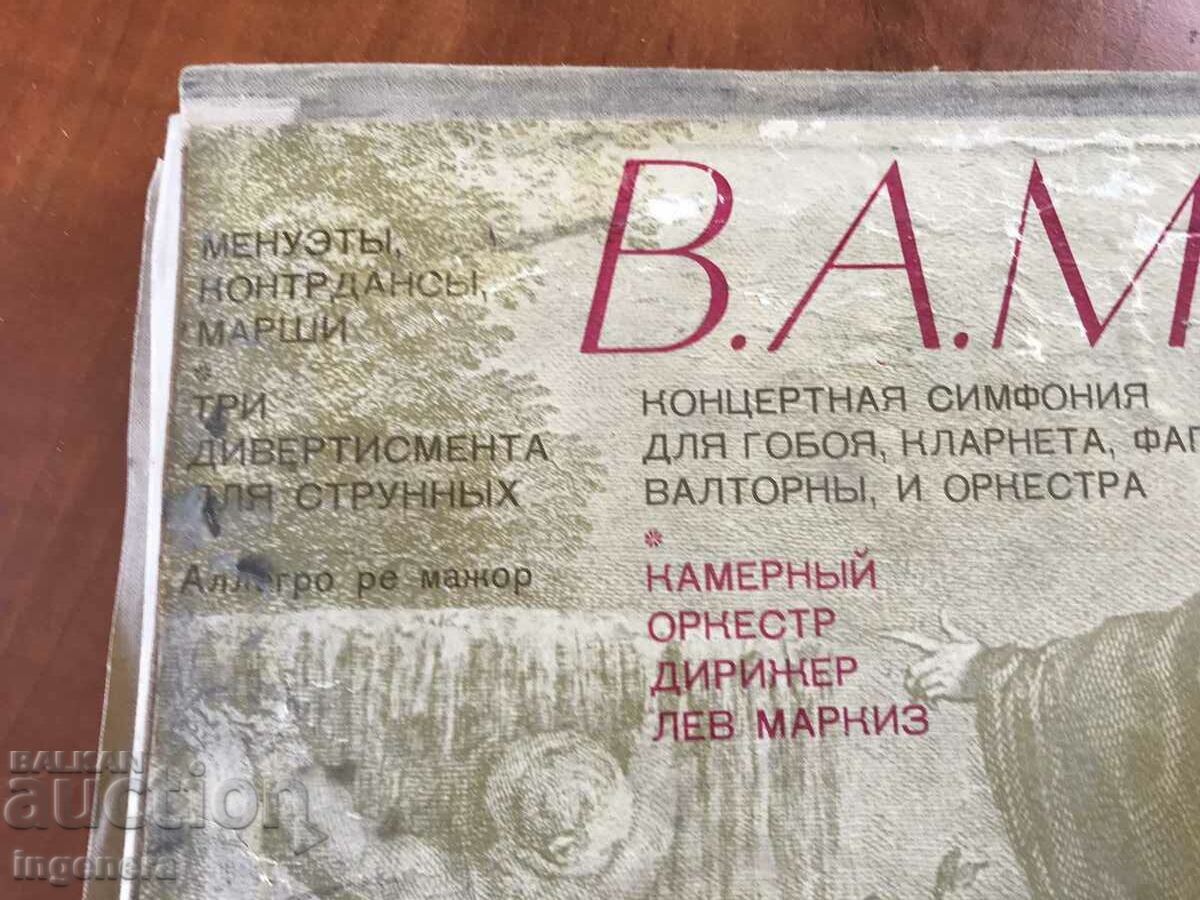 В.А.М
МЕНУЭТЫ,
КОНТРДАНСЫ,
МАРШИ
*
ТРИ
ДИВЕРТИСМЕНТА
ДЛЯ СТРУННЫХ
Аллегро ре мажор
КОНЦЕРТНАЯ СИМФОНИЯ
ДЛЯ ГОБОЯ, КЛАРНЕТА, ФАГ
ВАЛТОРНЫ, И ОРКЕСТРА
*
КАМЕРНЫЙ
ОРКЕСТР
ДИРИЖЕР
ЛЕВ МАРКИЗ
BALKAN
auction
ingenera